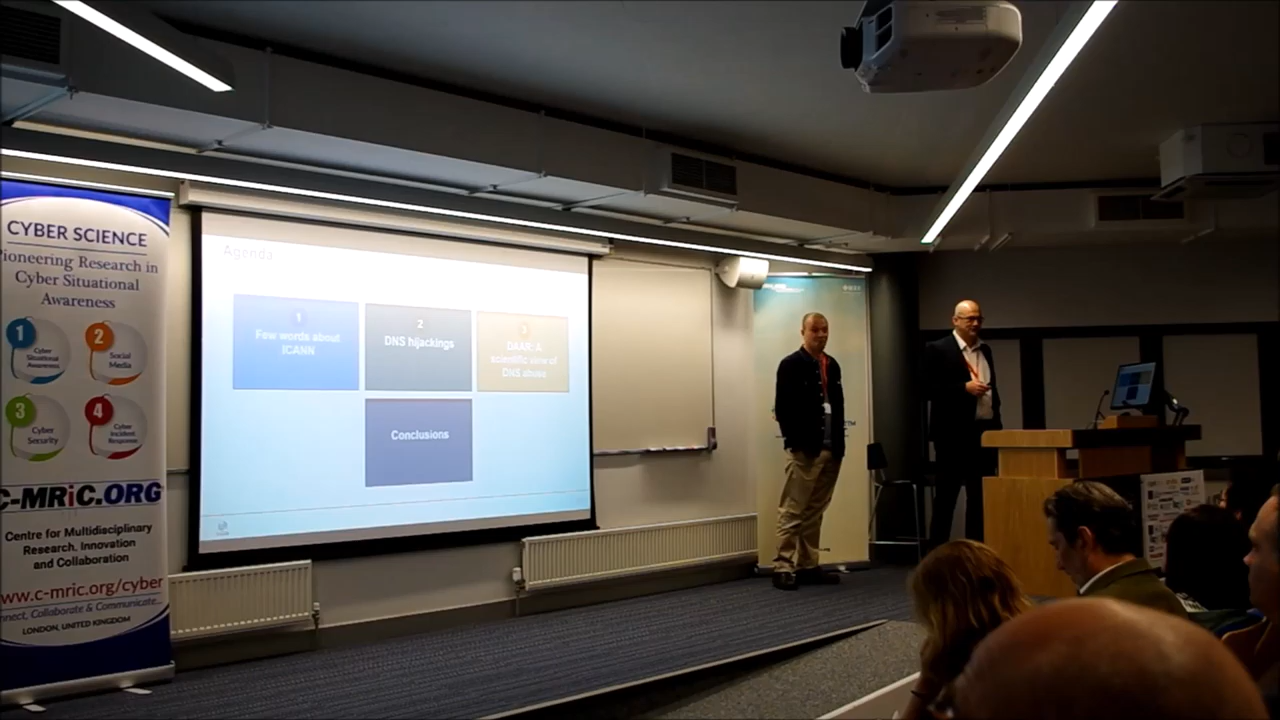 CYBER SCIENCE
ioneering Research in
Cyber Situational
Awareness
1
Cyber
Situational
Awareness
2
Social
Media
3
Cyber
Security
4
Cyber
Incident
Response
C-MRiC.ORG
Centre for Multidisciplinary
Research, Innovation
and Collaboration
ww.c-mric.org/cyber
nnect, Collaborate & Communicate...
LONDON, UNITED KINGDOM
Agenda
1
Few words about
ICANN
2
DNS hijackings
3
DAAR: A
scientific view of
DNS abuse
Conclusions